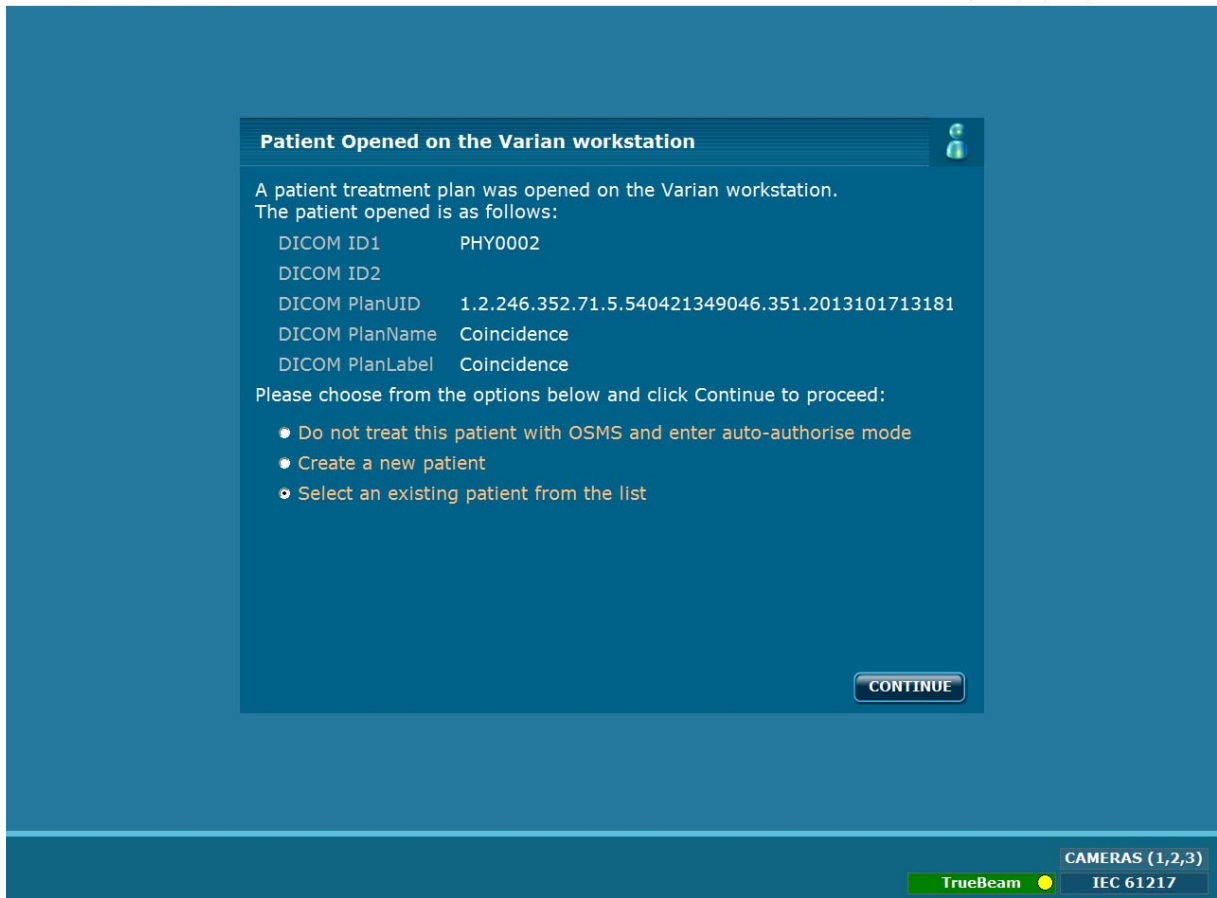 Patient Opened on the Varian workstation
A patient treatment plan was opened on the Varian workstation.
The patient opened is as follows:
DICOM ID1 PHY0002
DICOM ID2
DICOM PlanUID 1.2.246.352.71.5.540421349046.351.2013101713181
DICOM PlanName Coincidence
DICOM PlanLabel Coincidence
Please choose from the options below and click Continue to proceed:
Do not treat this patient with OSMS and enter auto-authorise mode
Create a new patient
Select an existing patient from the list
CONTINUE
CAMERAS (1,2,3)
TrueBeam IEC 61217